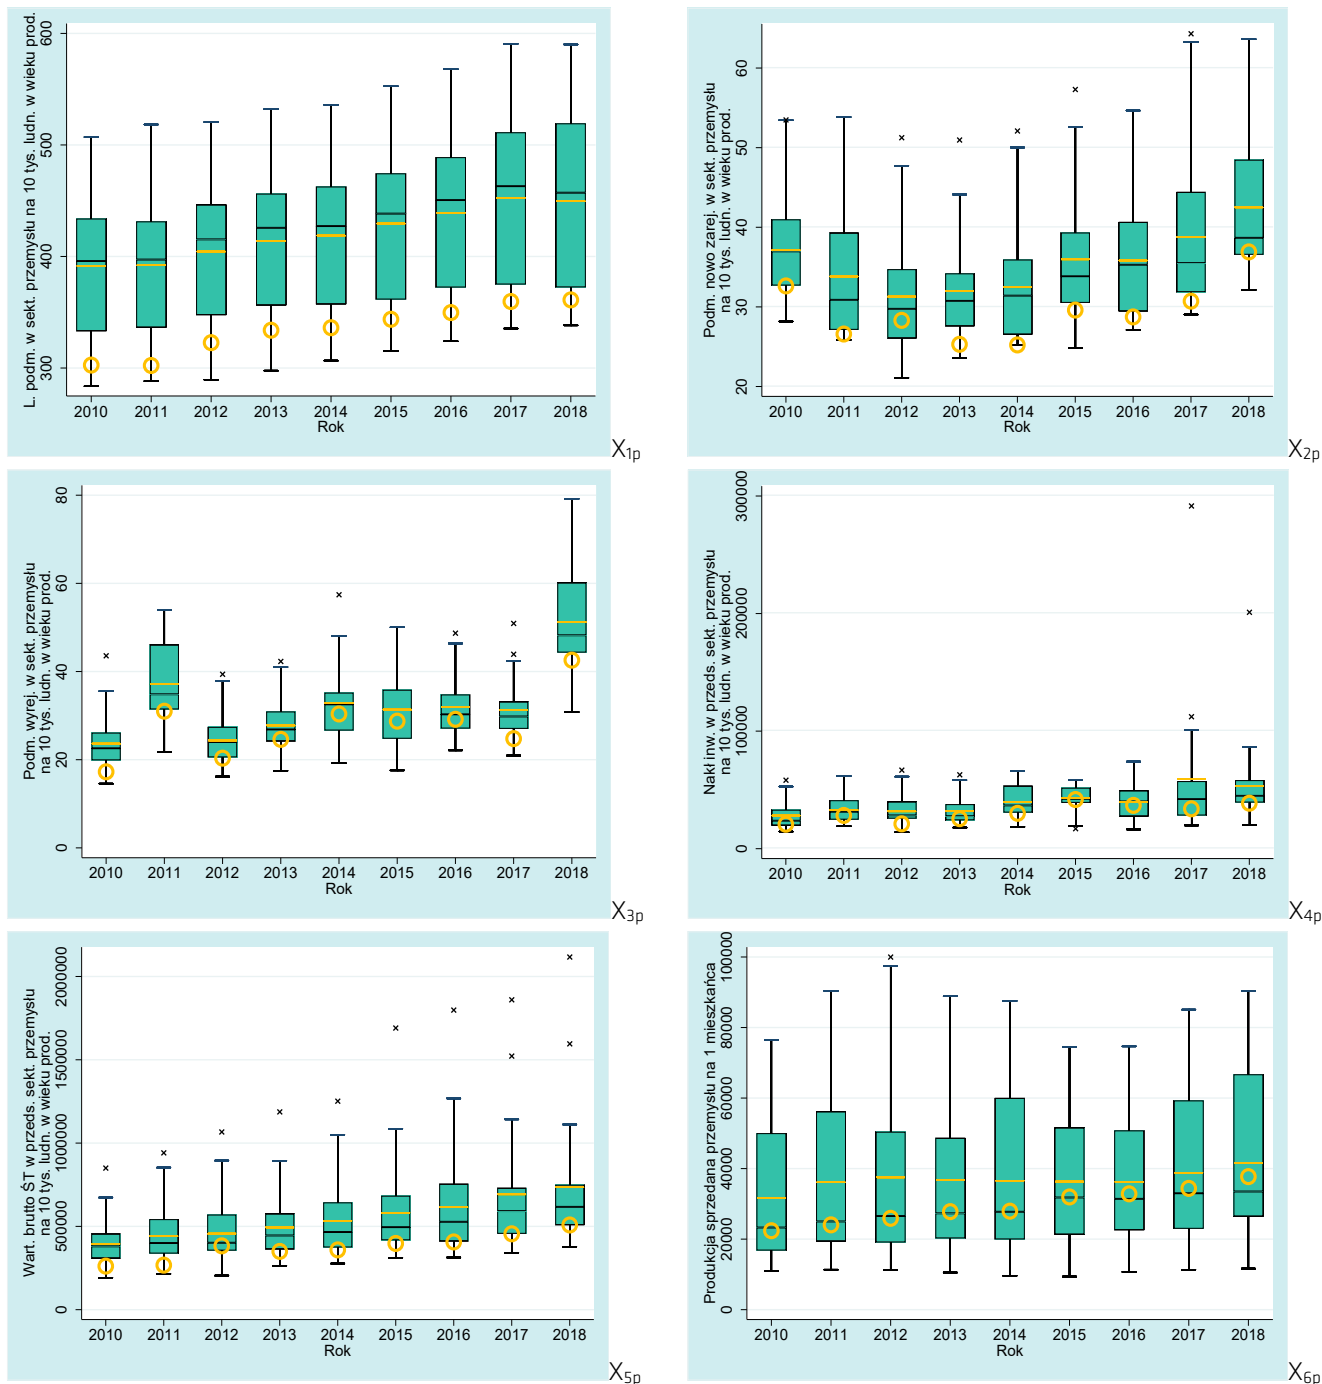 L. podm. w sekt. przemysłu na 10 tys. ludn. w wieku prod.
600
500
400
300
2010 2011 2012 2013 2014 2015 2016 2017 2018
Rok
X1p
Podm. nowo zarej. w sekt. przemysłu
na 10 tys. ludn. w wieku prod.
60
50
40
30
20
2010 2011 2012 2013 2014 2015 2016 2017 2018
Rok
X2p
Podm. wyrej. w sekt. przemysłu
na 10 tys. ludn. w wieku prod.
80
60
40
20
0
2010 2011 2012 2013 2014 2015 2016 2017 2018
Rok
X3p
Nakł inw. w przeds. sekt. przemysłu
na 10 tys. ludn. w wieku prod.
300000
200000
100000
0
2010 2011 2012 2013 2014 2015 2016 2017 2018
Rok
X4p
Wart. brutto ŚT w przeds. sekt. przemysłu
na 10 tys. ludn. w wieku prod.
2000000
1500000
1000000
500000
0
2010 2011 2012 2013 2014 2015 2016 2017 2018
Rok
X5p
Produkcja sprzedana przemysłu na 1 mieszkańca
100000
80000
60000
40000
20000
0
2010 2011 2012 2013 2014 2015 2016 2017 2018
Rok
X6p